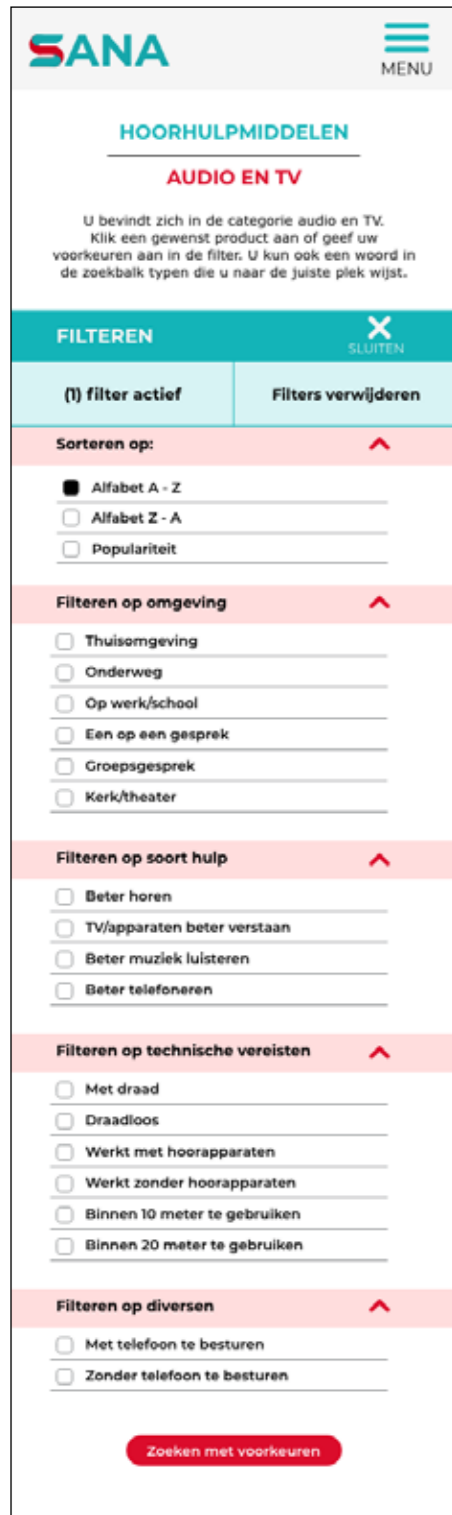 SANA
MENU
HOORHULPMIDDELEN
AUDIO EN TV
U bevindt zich in de categorie audio en TV.
Klik een gewenst product aan of geef uw
voorkeuren aan in de filter. U kun ook een woord in
de zoekbalk typen die u naar de juiste plek wijst.
FILTEREN
SLUITEN
(1) filter actief
Filters verwijderen
Sorteren op:
Alfabet A - Z
Alfabet Z - A
Populariteit
Filteren op omgeving
Thuisomgeving
Onderweg
Op werk/school
Een op een gesprek
Groepsgesprek
Kerk/theater
Filteren op soort hulp
Beter horen
TV/apparaten beter verstaan
Beter muziek luisteren
Beter telefoneren
Filteren op technische vereisten
Met draad
Draadloos
Werkt met hoorapparaten
Werkt zonder hoorapparaten
Binnen 10 meter te gebruiken
Binnen 20 meter te gebruiken
Filteren op diversen
Met telefoon te besturen
Zonder telefoon te besturen
Zoeken met voorkeuren